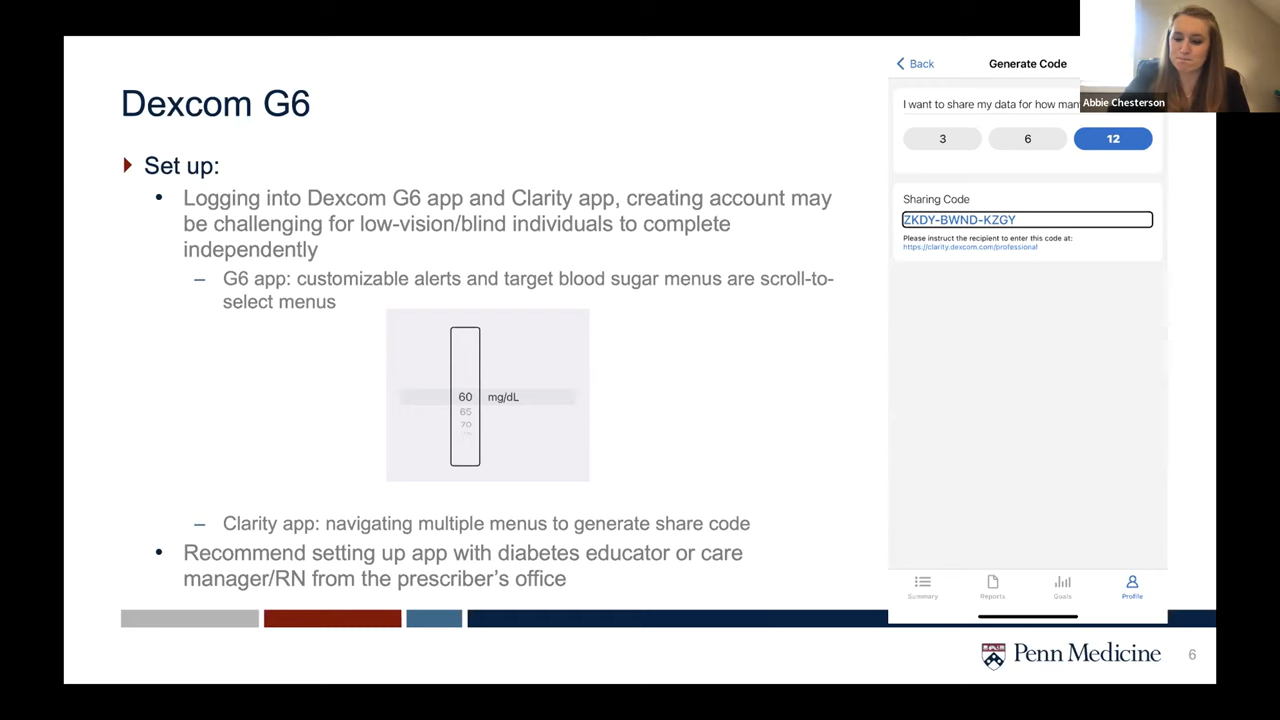 Dexcom G6
Set up:
Logging into Dexcom G6 app and Clarity app, creating account may
be challenging for low-vision/blind individuals to complete
independently
– G6 app: customizable alerts and target blood sugar menus are scroll-to-
select menus
60 mg/dL
65
70
– Clarity app: navigating multiple menus to generate share code
Recommend setting up app with diabetes educator or care
manager/RN from the prescriber’s office
Back
Generate Code
I want to share my data for how man
3 6 12
Sharing Code
ZKDY-BWND-KZGY
Please instruct the recipient to enter this code at:
https://clarity.dexcom.com/professional
Summary Reports Goals Profile
Abbie Chesterson
Penn Medicine
6